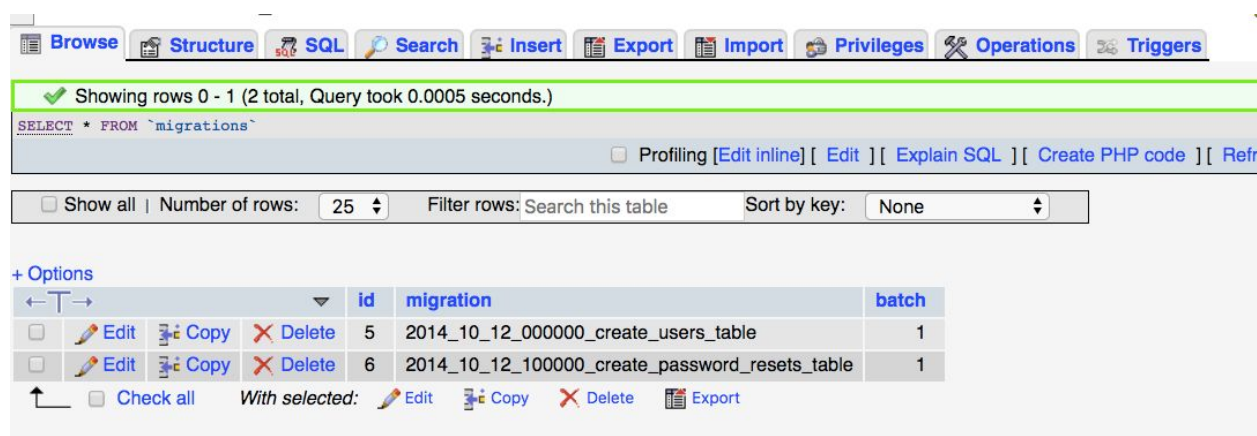 Browse Structure SQL Search Insert Export Import Privileges Operations Triggers
Showing rows 0 - 1 (2 total, Query took 0.0005 seconds.)
SELECT * FROM `migrations`
Profiling [Edit inline] [ Edit ] [ Explain SQL ] [ Create PHP code ] [ Refr
Show all | Number of rows: 25 Filter rows: Search this table Sort by key: None
+ Options
←T→ id migration batch
Edit Copy Delete 5 2014_10_12_000000_create_users_table 1
Edit Copy Delete 6 2014_10_12_100000_create_password_resets_table 1
Check all With selected: Edit Copy Delete Export